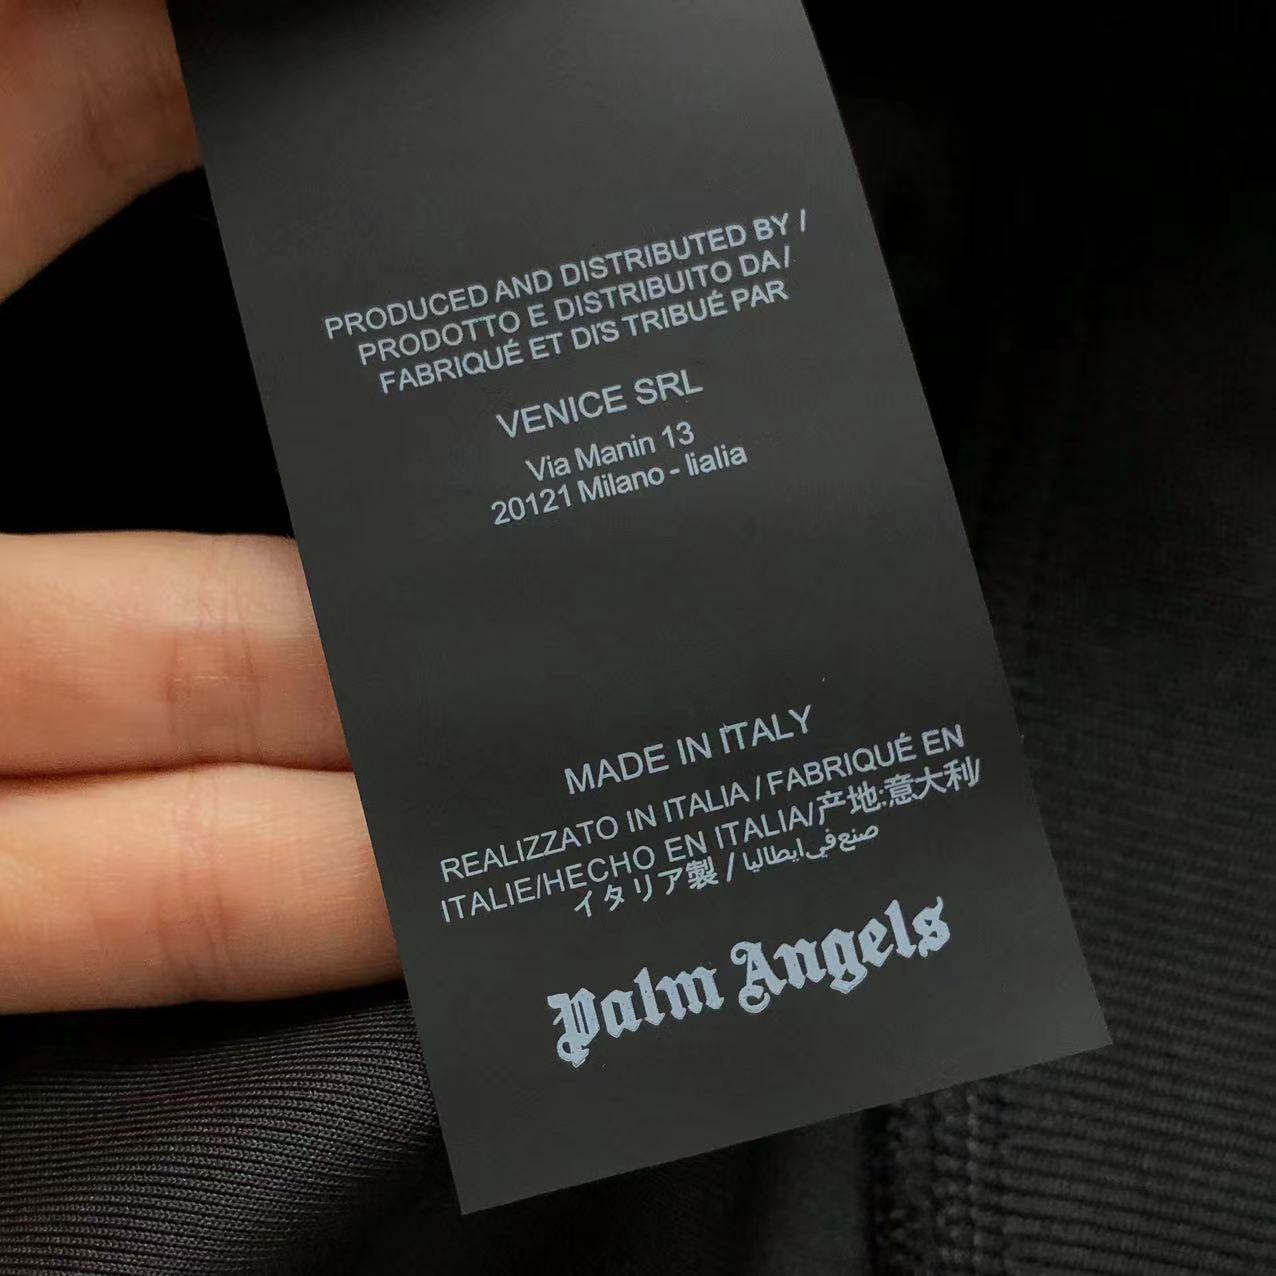 PRODUCED AND DISTRIBUTED BY /
PRODOTTO E DISTRIBUITO DA/
FABRIQUÉ ET DIS TRIBUÉ PAR
VENICE SRL
Via Manin 13
20121 Milano - lialia
MADE IN ITALY
REALIZZATO IN ITALIA / FABRIQUÉ EN
ITALIE/HECHO EN ITALIA/产地:意大利/
イタリア製 / صنع في ايطاليا
Palm Angels